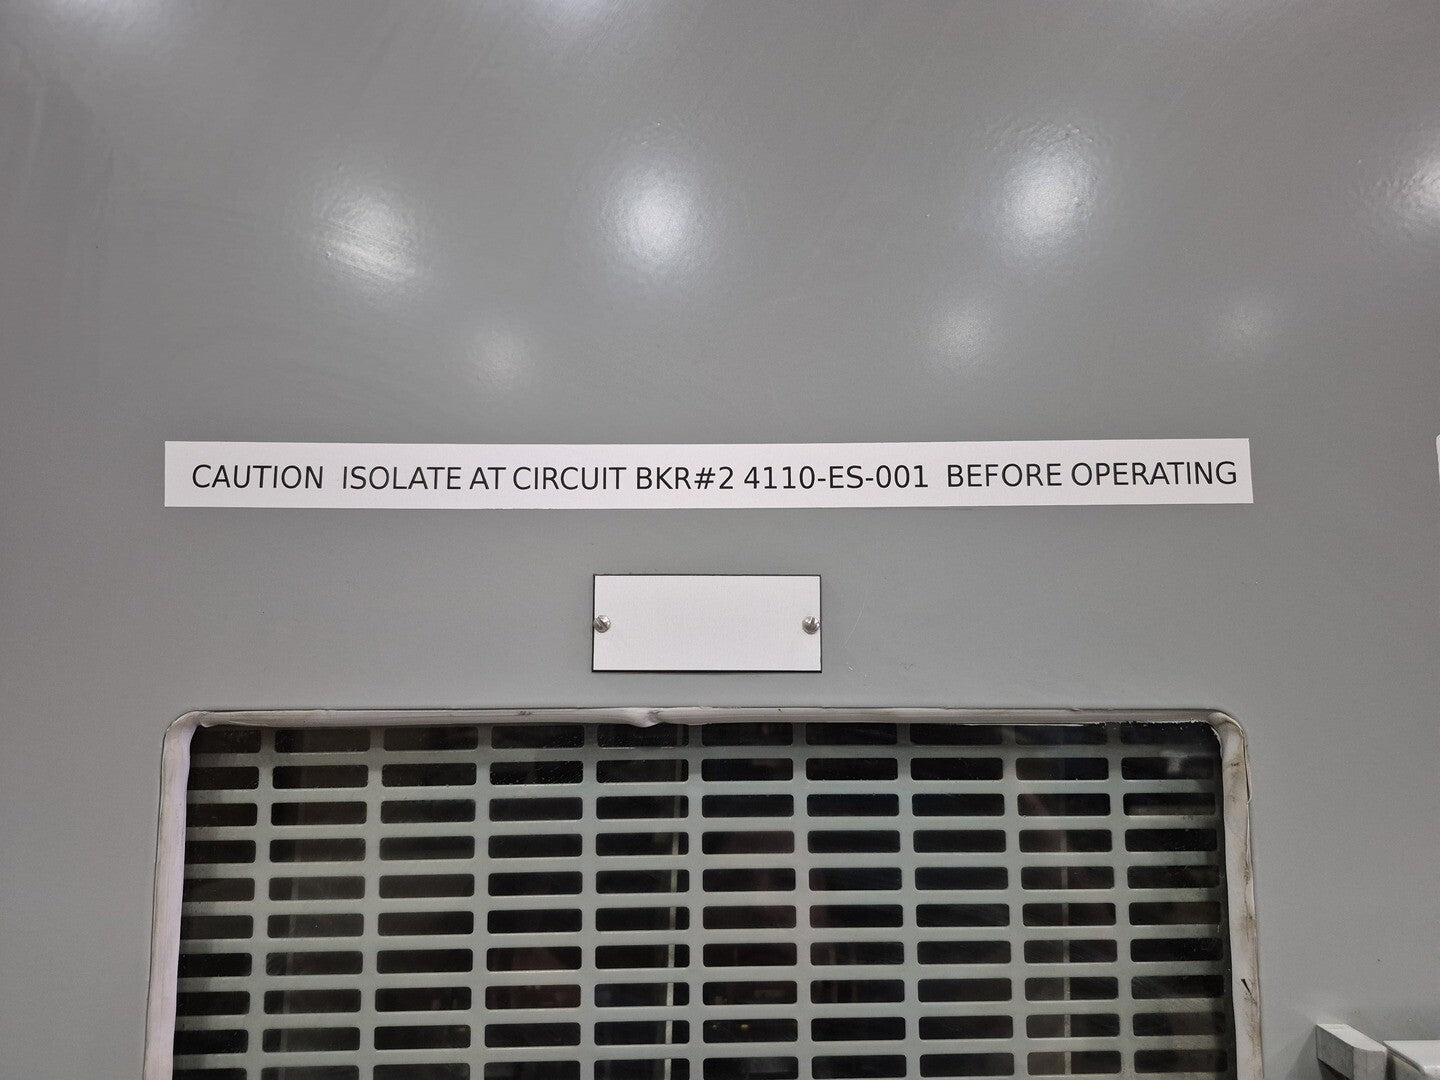 CAUTION ISOLATE AT CIRCUIT BKR#2 4110-ES-001 BEFORE OPERATING